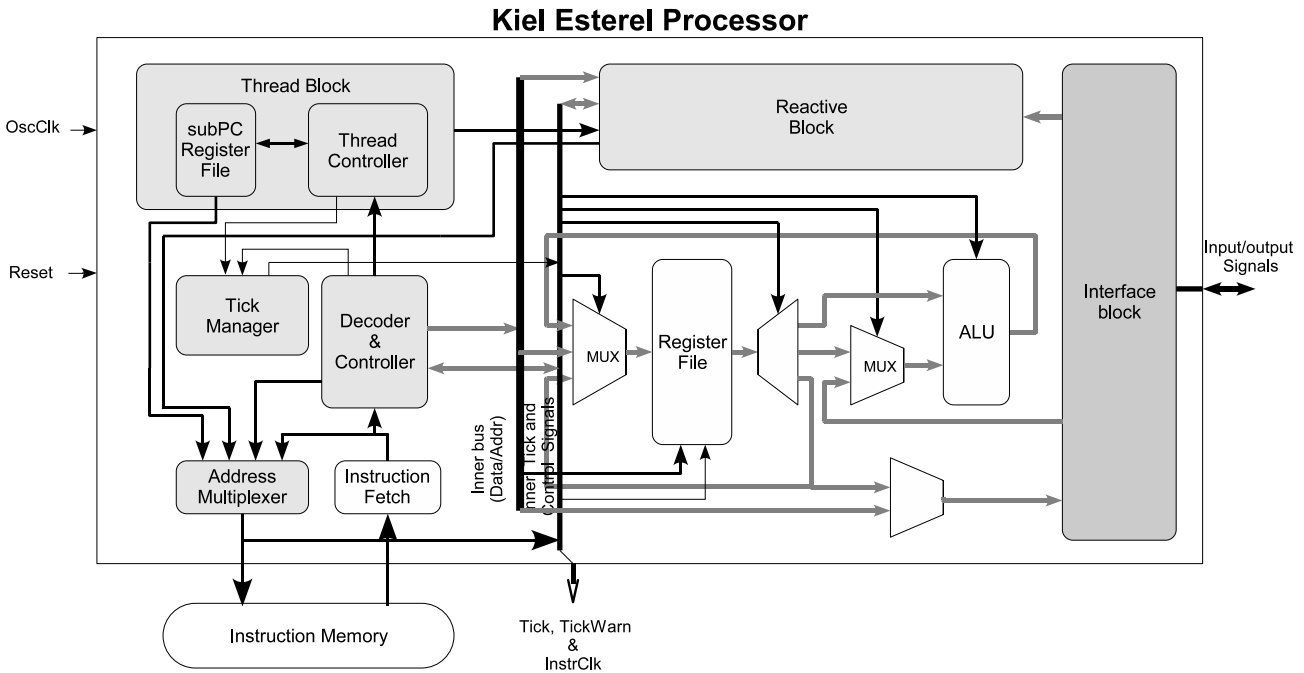 Kiel Esterel Processor
Thread Block
subPC
Register
File
Thread
Controller
Reactive
Block
OscClk
Reset
Tick
Manager
Decoder
&
Controller
MUX
Register
File
MUX
ALU
Interface
block
Input/output
Signals
Inner bus
(Data/Addr)
Inner Tick and
Control Signals
Address
Multiplexer
Instruction
Fetch
Instruction Memory
Tick, TickWarn
&
InstrClk